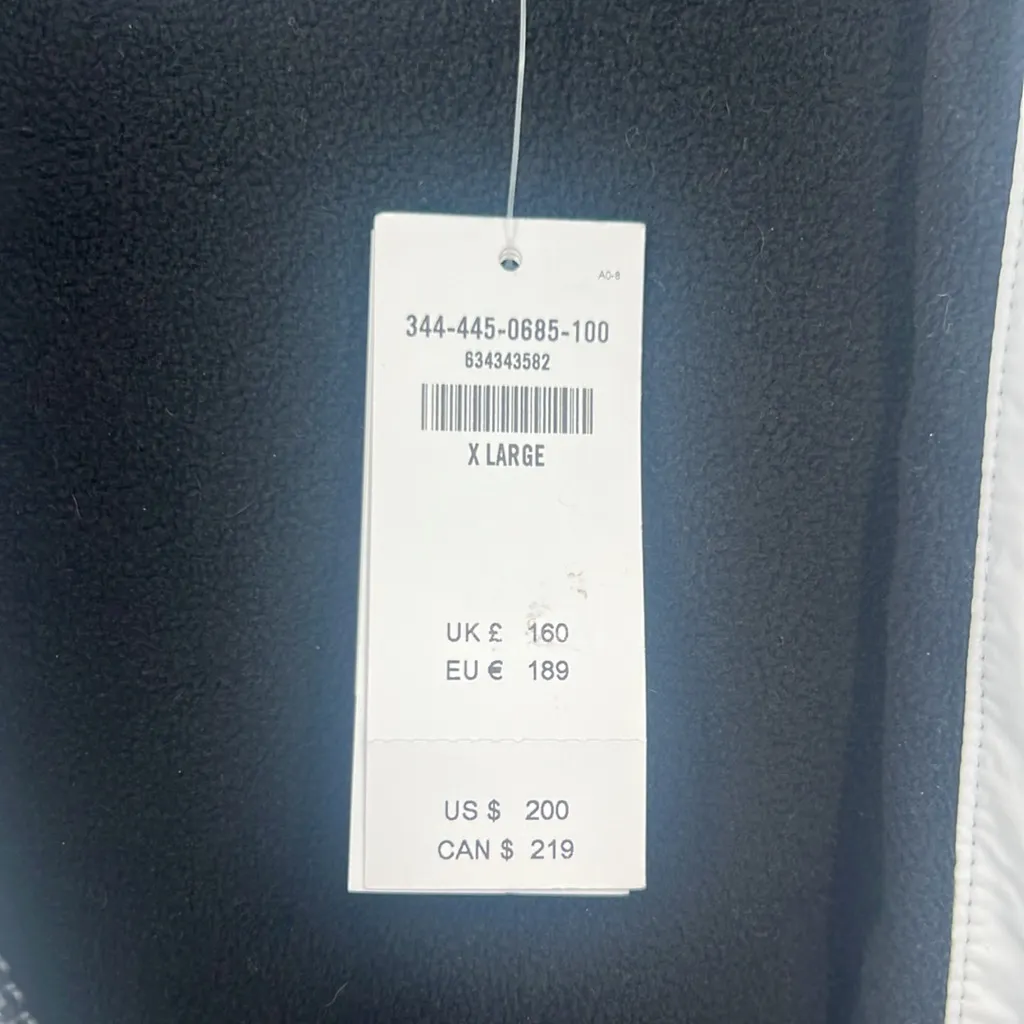 A0-8
344-445-0685-100
634343582
X LARGE
UK £ 160
EU € 189
US $ 200
CAN $ 219